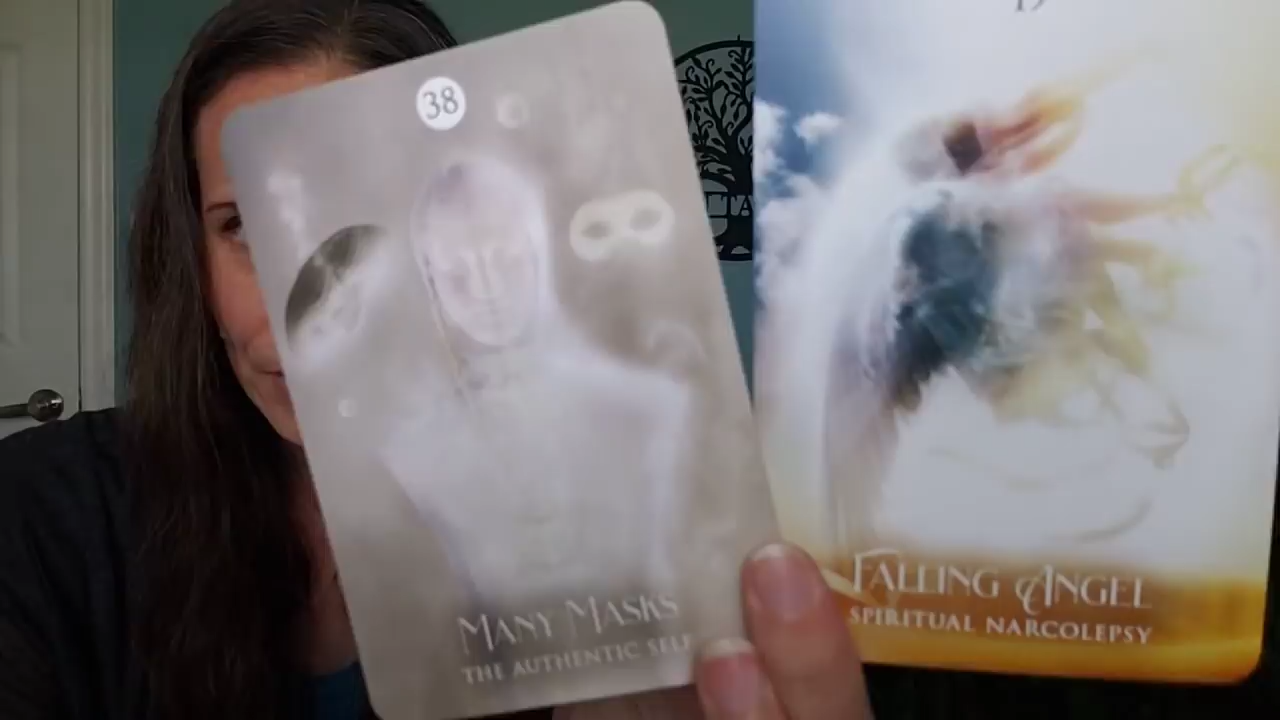 38
MANY MASKS
THE AUTHENTIC SELF
FALLING ANGEL
SPIRITUAL NARCOLEPSY